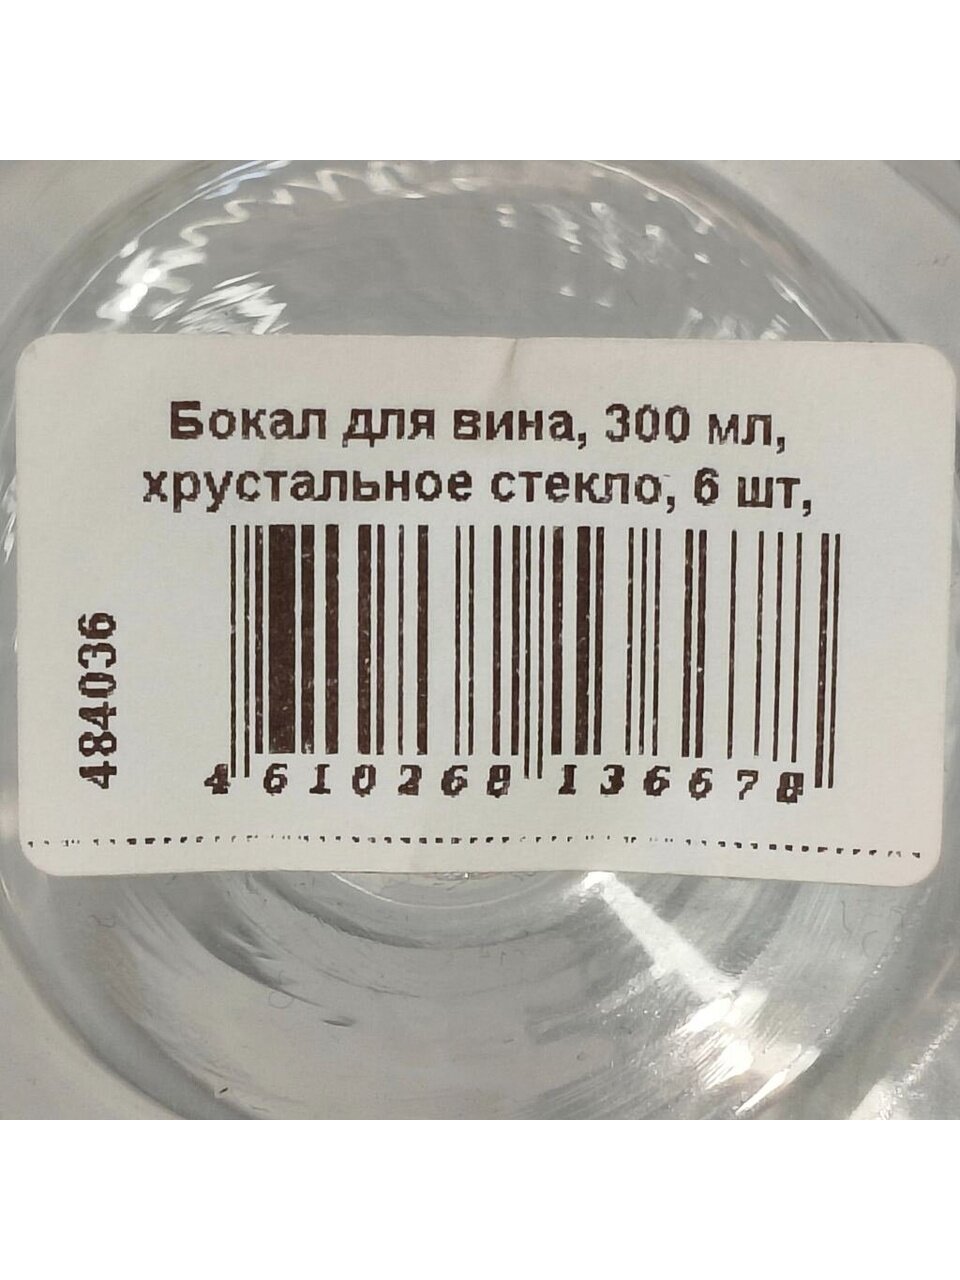 Бокал для вина, 300 мл,
хрустальное стекло, 6 шт,
484036
4 610268 136678